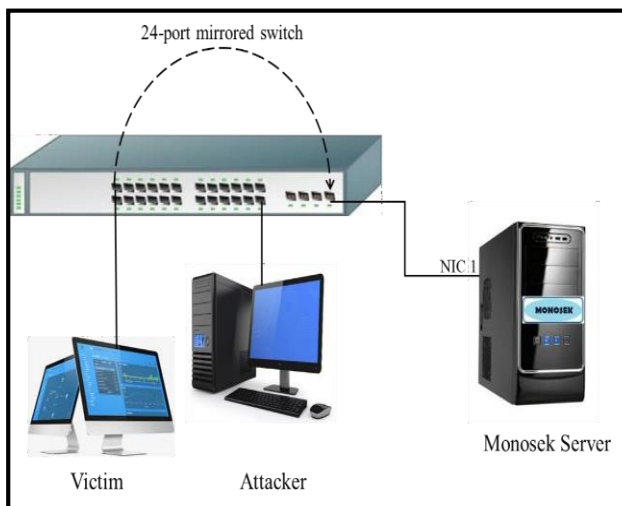 24-port mirrored switch
NIC 1
MONOSEK
Victim
Attacker
Monosek Server